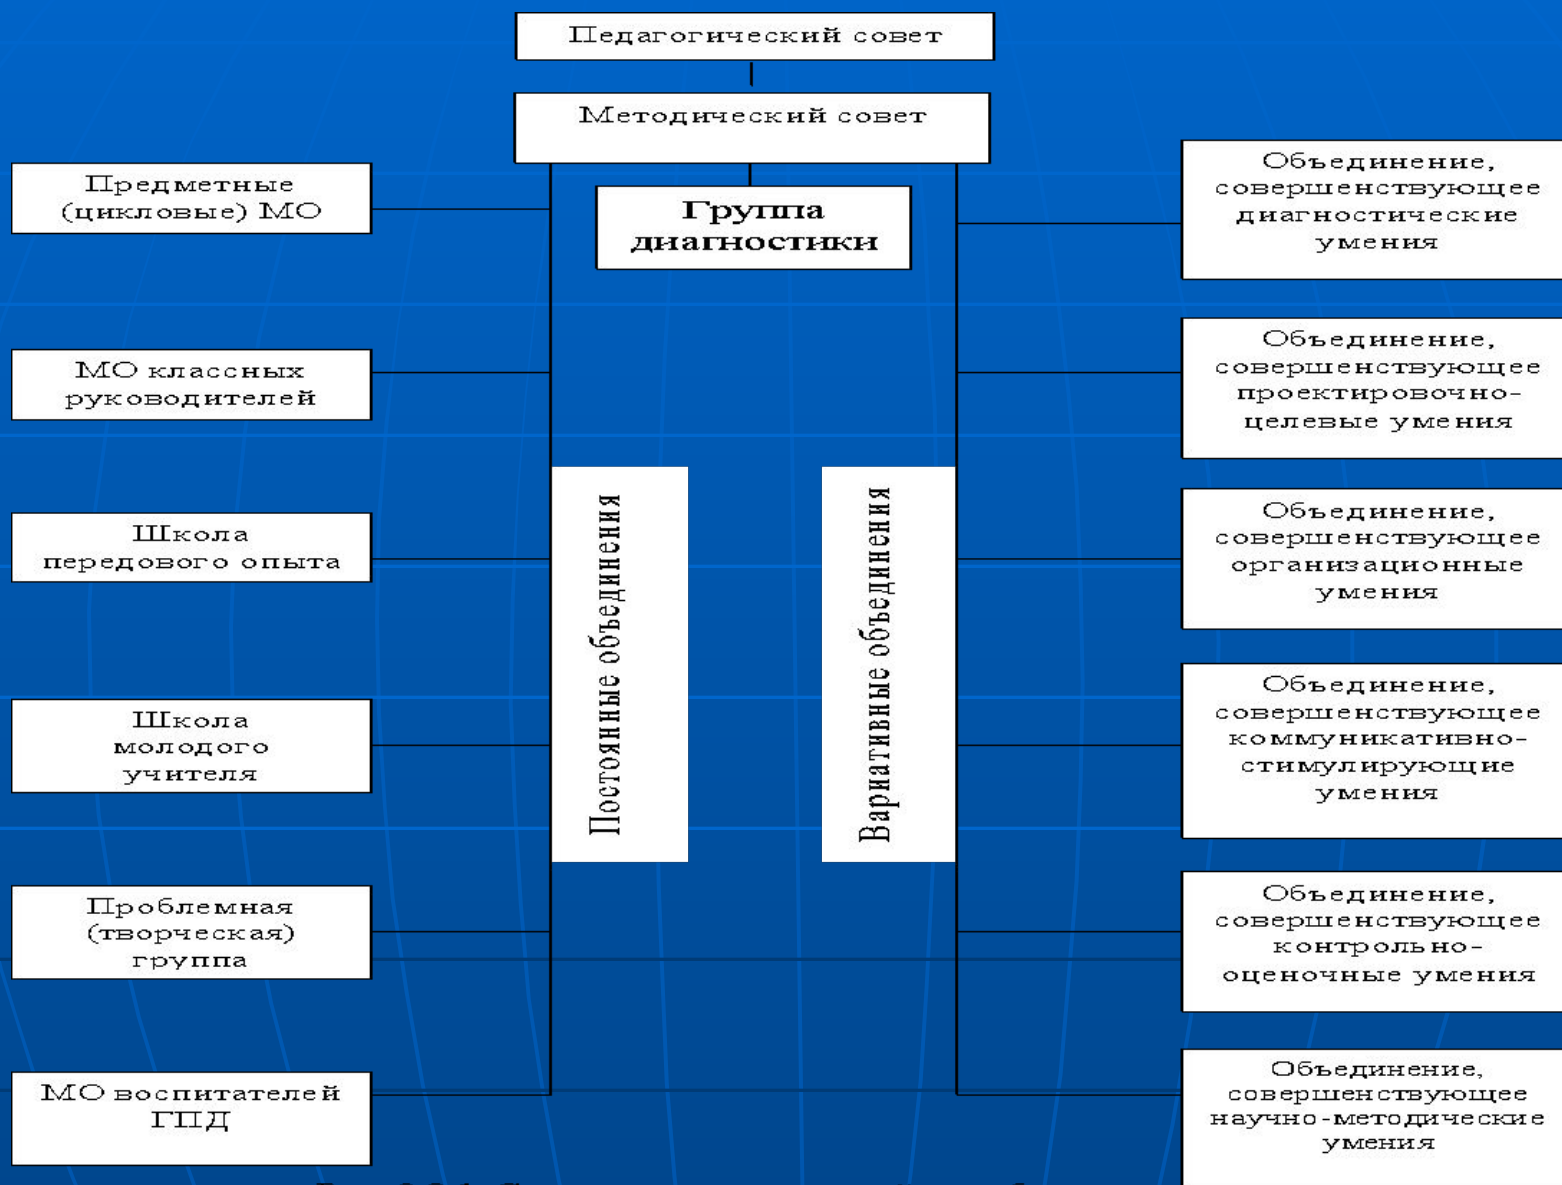 Педагогический совет
Методический совет
Группа
диагностики
Предметные
(цикловые) МО
МО классных
руководителей
Школа
передового опыта
Школа
молодого
учителя
Проблемная
(творческая)
группа
МО воспитателей
ГПД
Постоянные объединения
Вариативные объединения
Объединение,
совершенствующее
диагностические
умения
Объединение,
совершенствующее
проектировочно-
целевые умения
Объединение,
совершенствующее
организационные
умения
Объединение,
совершенствующее
коммуникативно-
стимулирующие
умения
Объединение,
совершенствующее
контрольно-
оценочные умения
Объединение,
совершенствующее
научно-методические
умения